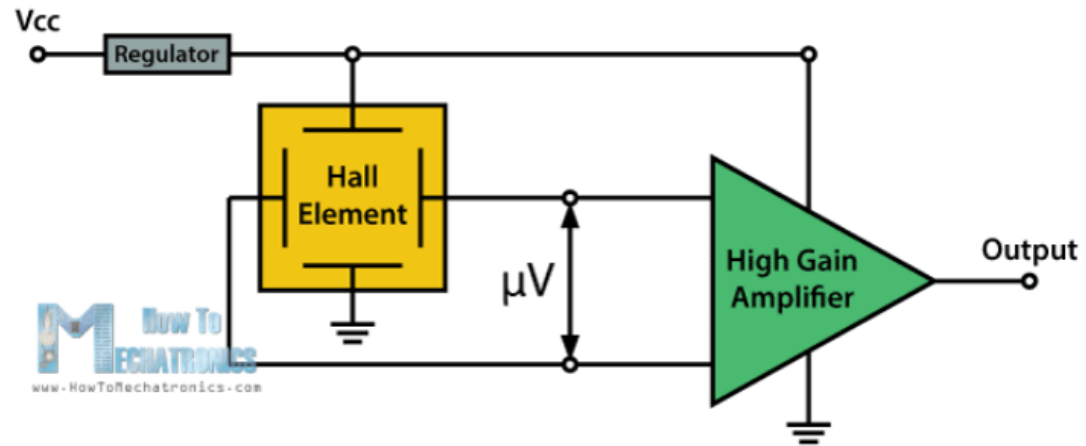 Vcc
Regulator
Hall
Element
µV
High Gain
Amplifier
Output
How To
MECHATRONICS
www.HowToMechatronics.com